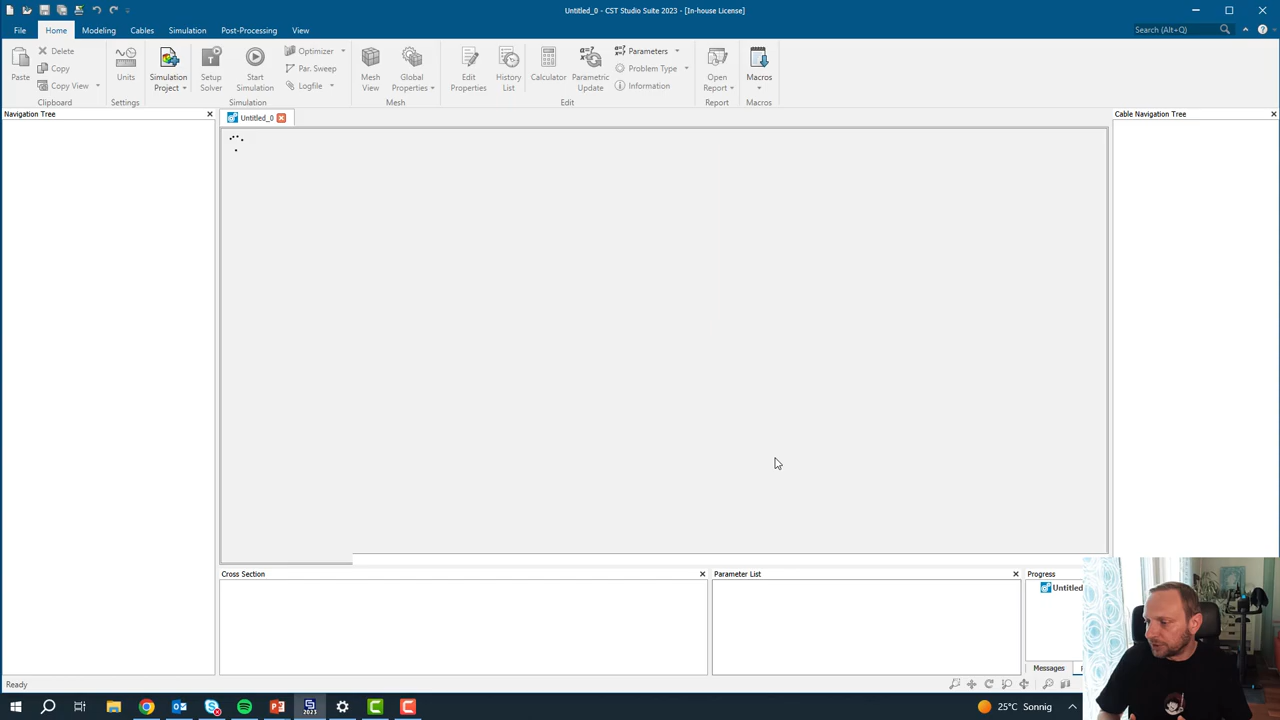 Untitled_0 - CST Studio Suite 2023 - [In-house License]
File Home Modeling Cables Simulation Post-Processing View Search (Alt+Q)
Paste Delete Copy Copy View Clipboard
Units Settings
Simulation Project Setup Solver Start Simulation Optimizer Par. Sweep Logfile Simulation
Mesh View Global Properties Mesh
Edit Properties History List Calculator Parametric Update Parameters Problem Type Information Edit
Open Report Report
Macros Macros
Navigation Tree
Untitled_0
Cable Navigation Tree
Cross Section
Parameter List
Progress
Untitled
Messages
Ready
2023
25°C Sonnig